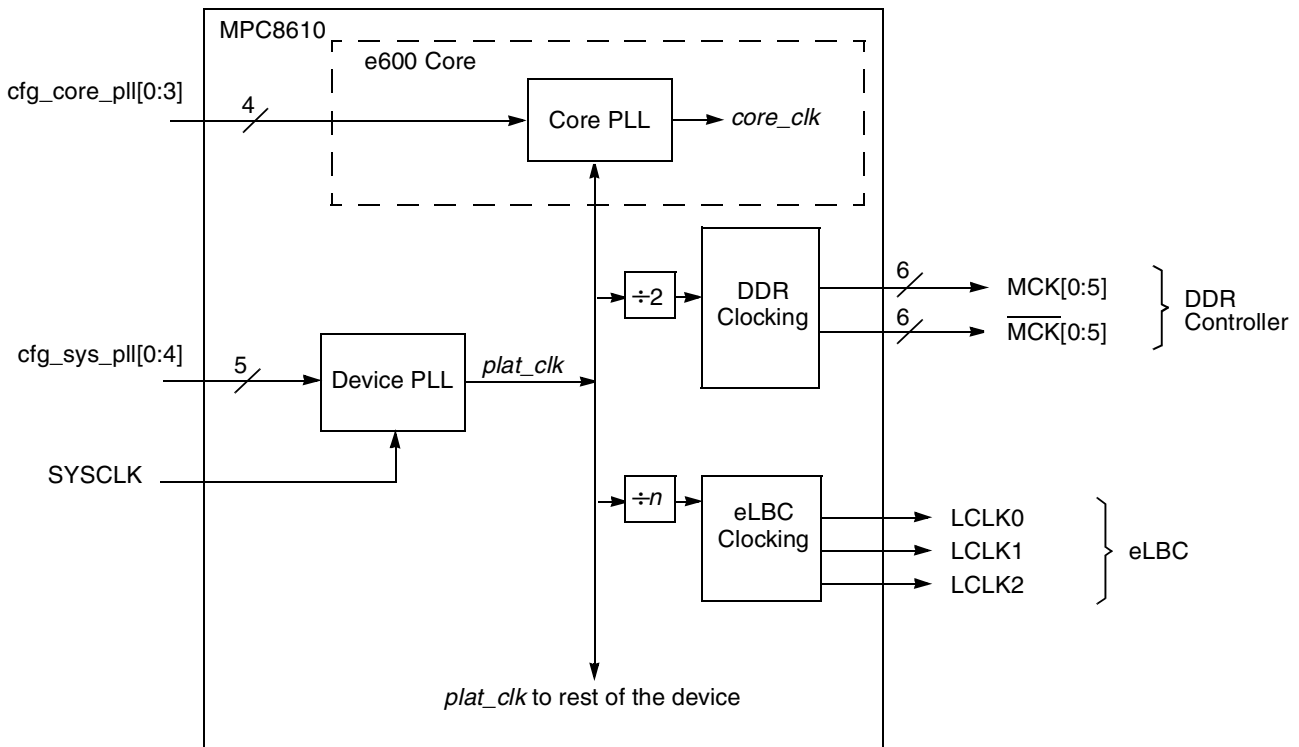 MPC8610
e600 Core
cfg_core_pll[0:3]
4
Core PLL
core_clk
÷2
DDR
Clocking
6
MCK[0:5]
6
M̅C̅K̅[0:5]
DDR
Controller
cfg_sys_pll[0:4]
5
Device PLL
plat_clk
SYSCLK
÷n
eLBC
Clocking
LCLK0
LCLK1
LCLK2
eLBC
plat_clk to rest of the device